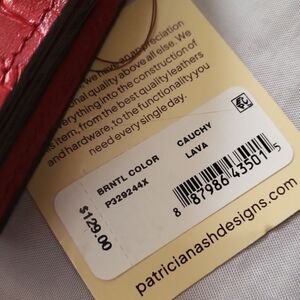 we have an appreciation
quality above all else. We
everything into the construction of
item, from the best quality leathers
and hardware, to the functionality you
need every single day.
BRNTL COLOR CAUCHY
P329244X LAVA
$129.00
8 87986 43501 5
patricianashdesigns.com